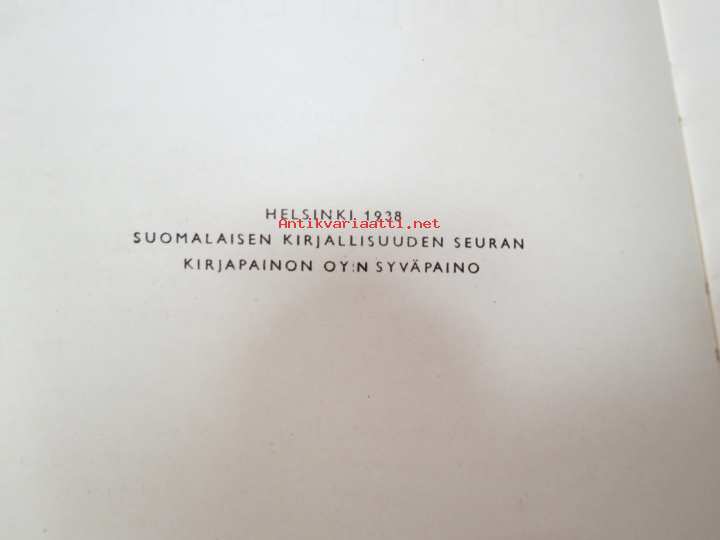 HELSINKI 1938
Antikvariaatti.net
SUOMALAISEN KIRJALLISUUDEN SEURAN
KIRJAPAINON OY:N SYVÄPAINO